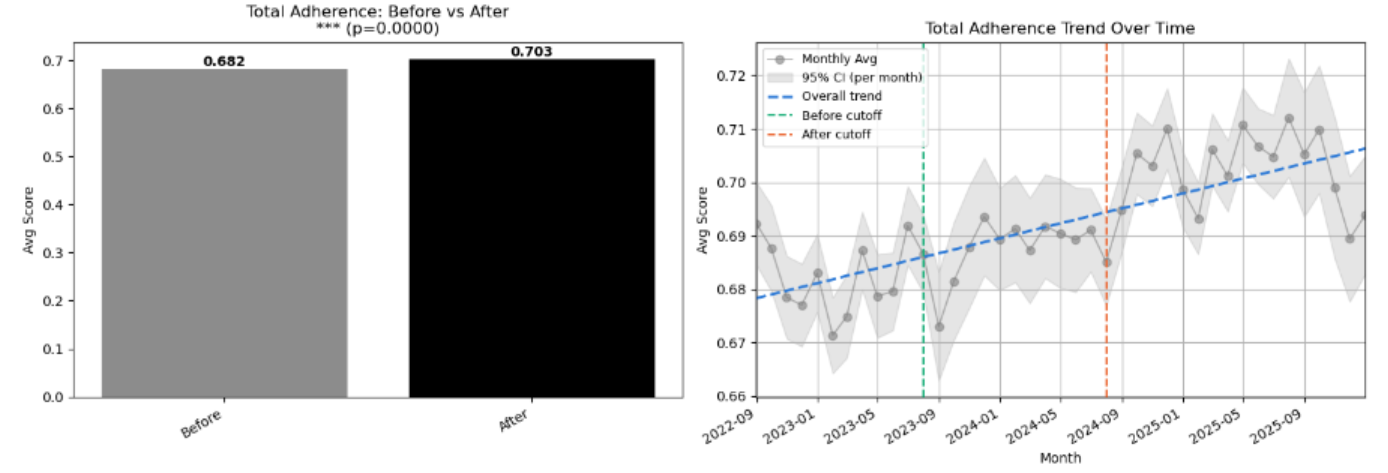 Total Adherence: Before vs After
*** (p=0.0000)
Avg Score
0.7
0.6
0.5
0.4
0.3
0.2
0.1
0.0
0.682
0.703
Before
After
Total Adherence Trend Over Time
Monthly Avg
95% CI (per month)
Overall trend
Before cutoff
After cutoff
Avg Score
0.72
0.71
0.70
0.69
0.68
0.67
0.66
2022-09
2023-01
2023-05
2023-09
2024-01
2024-05
2024-09
2025-01
2025-05
2025-09
Month